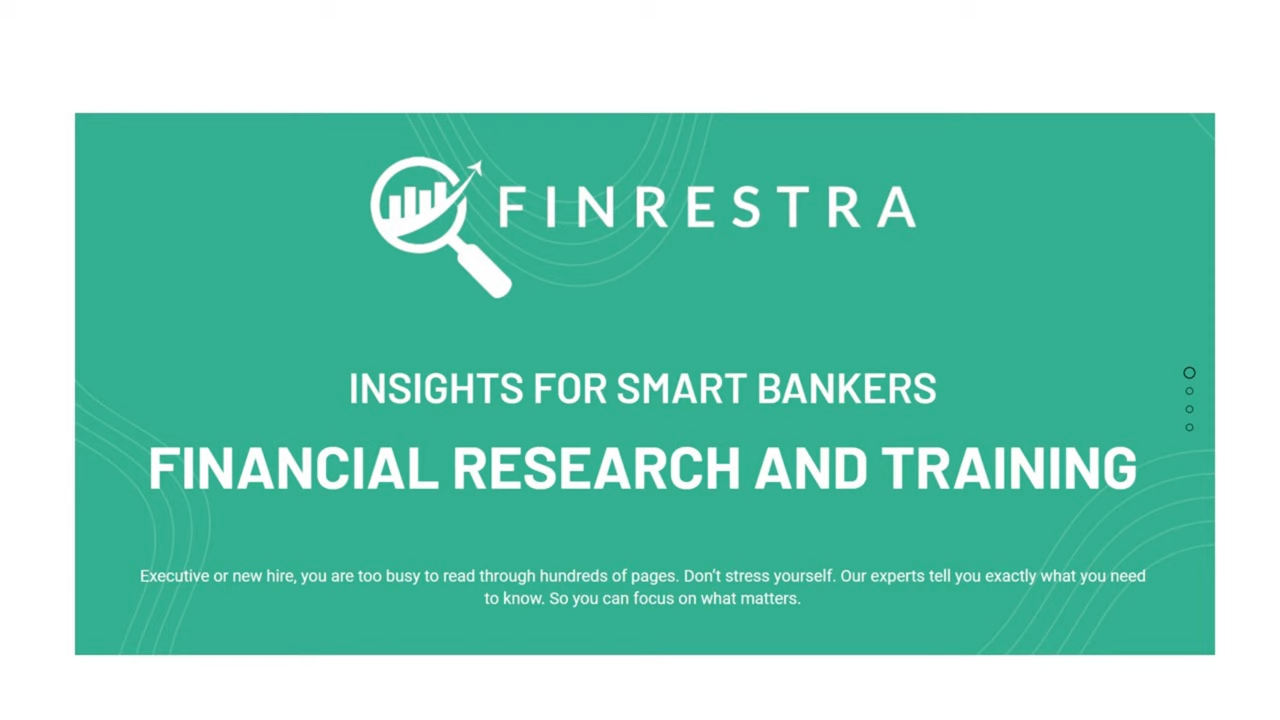 FINRESTRA
INSIGHTS FOR SMART BANKERS
FINANCIAL RESEARCH AND TRAINING
Executive or new hire, you are too busy to read through hundreds of pages. Don't stress yourself. Our experts tell you exactly what you need
to know. So you can focus on what matters.